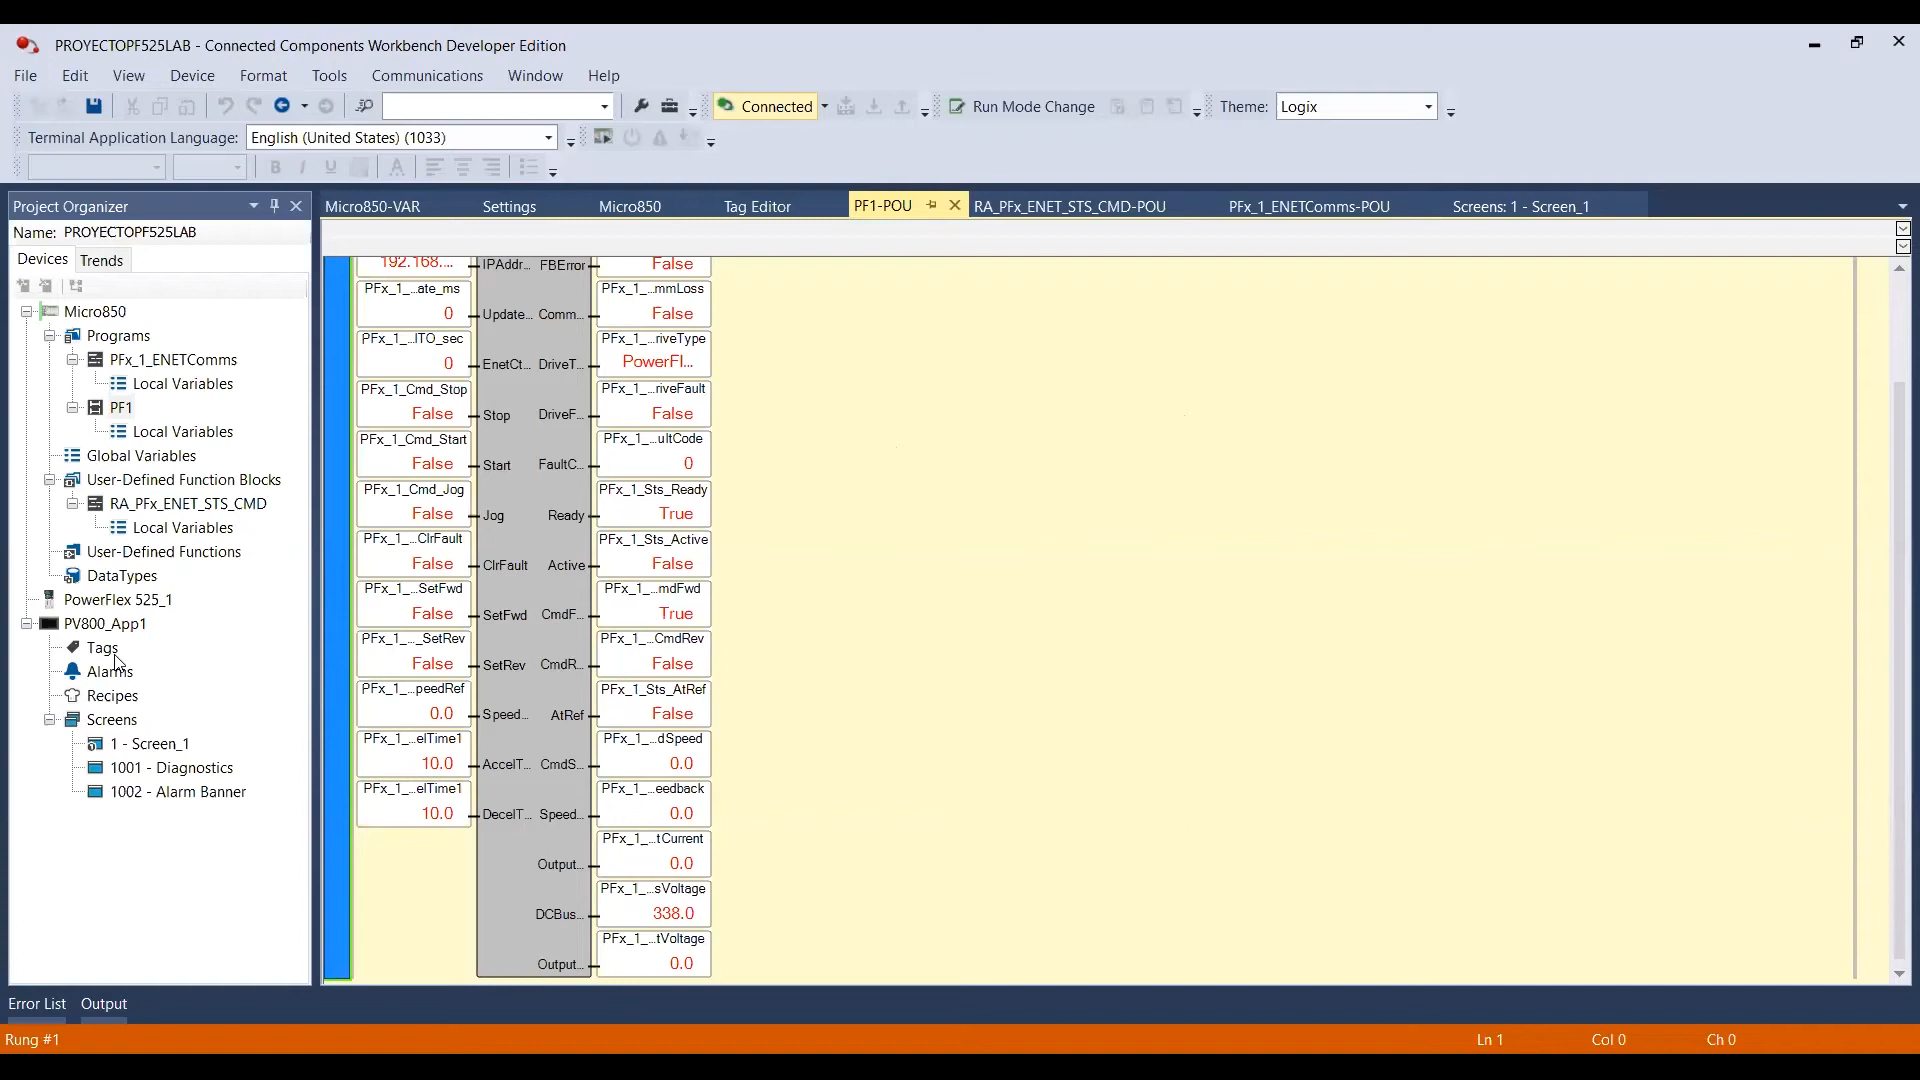 PROYECTOPF525LAB - Connected Components Workbench Developer Edition
File Edit View Device Format Tools Communications Window Help
Connected Run Mode Change Theme: Logix
Terminal Application Language: English (United States) (1033)
B I U A
Project Organizer
Name: PROYECTOPF525LAB
Devices Trends
Micro850
Programs
PFx_1_ENETComms
Local Variables
PF1
Local Variables
Global Variables
User-Defined Function Blocks
RA_PFx_ENET_STS_CMD
Local Variables
User-Defined Functions
DataTypes
PowerFlex 525_1
PV800_App1
Tags
Alarms
Recipes
Screens
1 - Screen_1
1001 - Diagnostics
1002 - Alarm Banner
Micro850-VAR Settings Micro850 Tag Editor PF1-POU RA_PFx_ENET_STS_CMD-POU PFx_1_ENETComms-POU Screens: 1 - Screen_1
192.168.... IPAddr... FBError False
PFx_1_...ate_ms PFx_1_...mmLoss
0 Update... Comm... False
PFx_1_...lTO_sec PFx_1_...riveType
0 EnetCt... DriveT... PowerFl...
PFx_1_Cmd_Stop PFx_1_...riveFault
False Stop DriveF... False
PFx_1_Cmd_Start PFx_1_...ultCode
False Start FaultC... 0
PFx_1_Cmd_Jog PFx_1_Sts_Ready
False Jog Ready True
PFx_1_...ClrFault PFx_1_Sts_Active
False ClrFault Active False
PFx_1_...SetFwd PFx_1_...mdFwd
False SetFwd CmdF... True
PFx_1_..._SetRev PFx_1_...CmdRev
False SetRev CmdR... False
PFx_1_...peedRef PFx_1_Sts_AtRef
0.0 Speed... AtRef False
PFx_1_...elTime1 PFx_1_...dSpeed
10.0 AccelT... CmdS... 0.0
PFx_1_...elTime1 PFx_1_...eedback
10.0 DecelT... Speed... 0.0
PFx_1_...tCurrent
Output... 0.0
PFx_1_...sVoltage
DCBus... 338.0
PFx_1_...tVoltage
Output... 0.0
Error List Output
Rung #1 Ln 1 Col 0 Ch 0